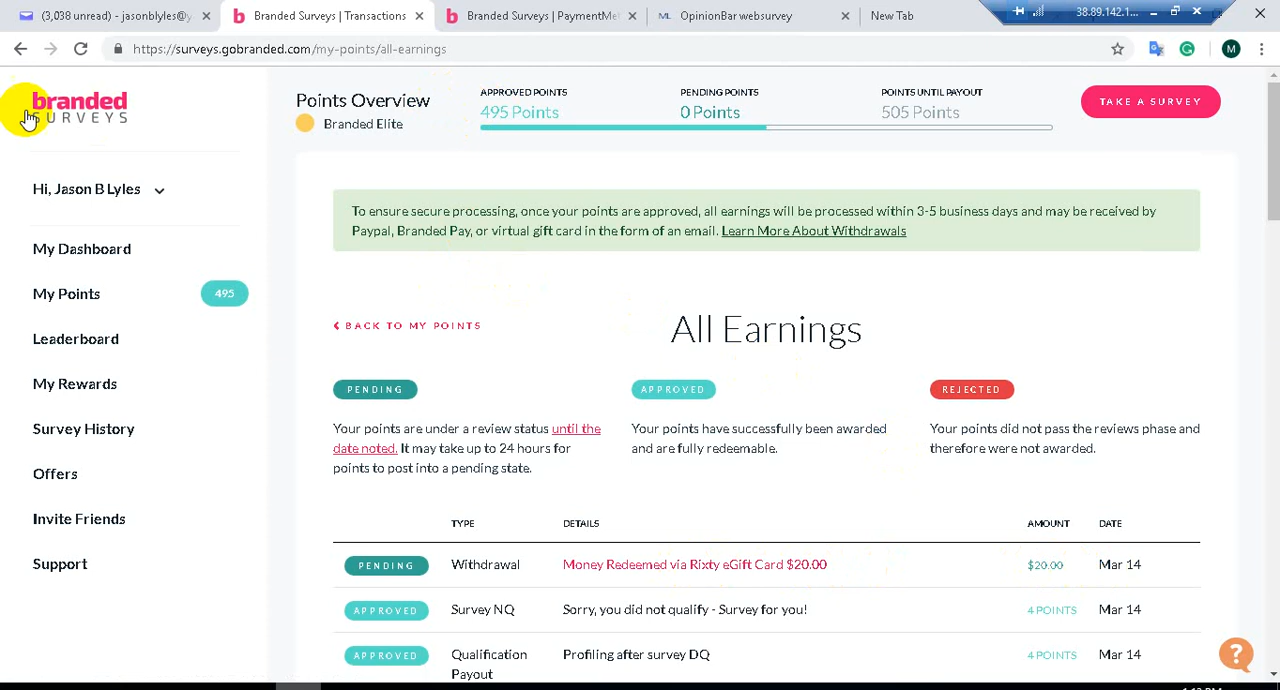 (3,038 unread) - jasonblyles@y
Branded Surveys | Transactions
Branded Surveys | PaymentMet
ML OpinionBar websurvey
New Tab
38.89.142.1...
https://surveys.gobranded.com/my-points/all-earnings
M
branded
SURVEYS
Hi, Jason B Lyles
My Dashboard
My Points 495
Leaderboard
My Rewards
Survey History
Offers
Invite Friends
Support
Points Overview
Branded Elite
APPROVED POINTS
495 Points
PENDING POINTS
0 Points
POINTS UNTIL PAYOUT
505 Points
TAKE A SURVEY
To ensure secure processing, once your points are approved, all earnings will be processed within 3-5 business days and may be received by
Paypal, Branded Pay, or virtual gift card in the form of an email. Learn More About Withdrawals
BACK TO MY POINTS
All Earnings
PENDING
Your points are under a review status until the
date noted. It may take up to 24 hours for
points to post into a pending state.
APPROVED
Your points have successfully been awarded
and are fully redeemable.
REJECTED
Your points did not pass the reviews phase and
therefore were not awarded.
TYPE DETAILS AMOUNT DATE
PENDING Withdrawal Money Redeemed via Rixty eGift Card $20.00 $20.00 Mar 14
APPROVED Survey NQ Sorry, you did not qualify - Survey for you! 4 POINTS Mar 14
APPROVED Qualification Profiling after survey DQ 4 POINTS Mar 14
Payout
?